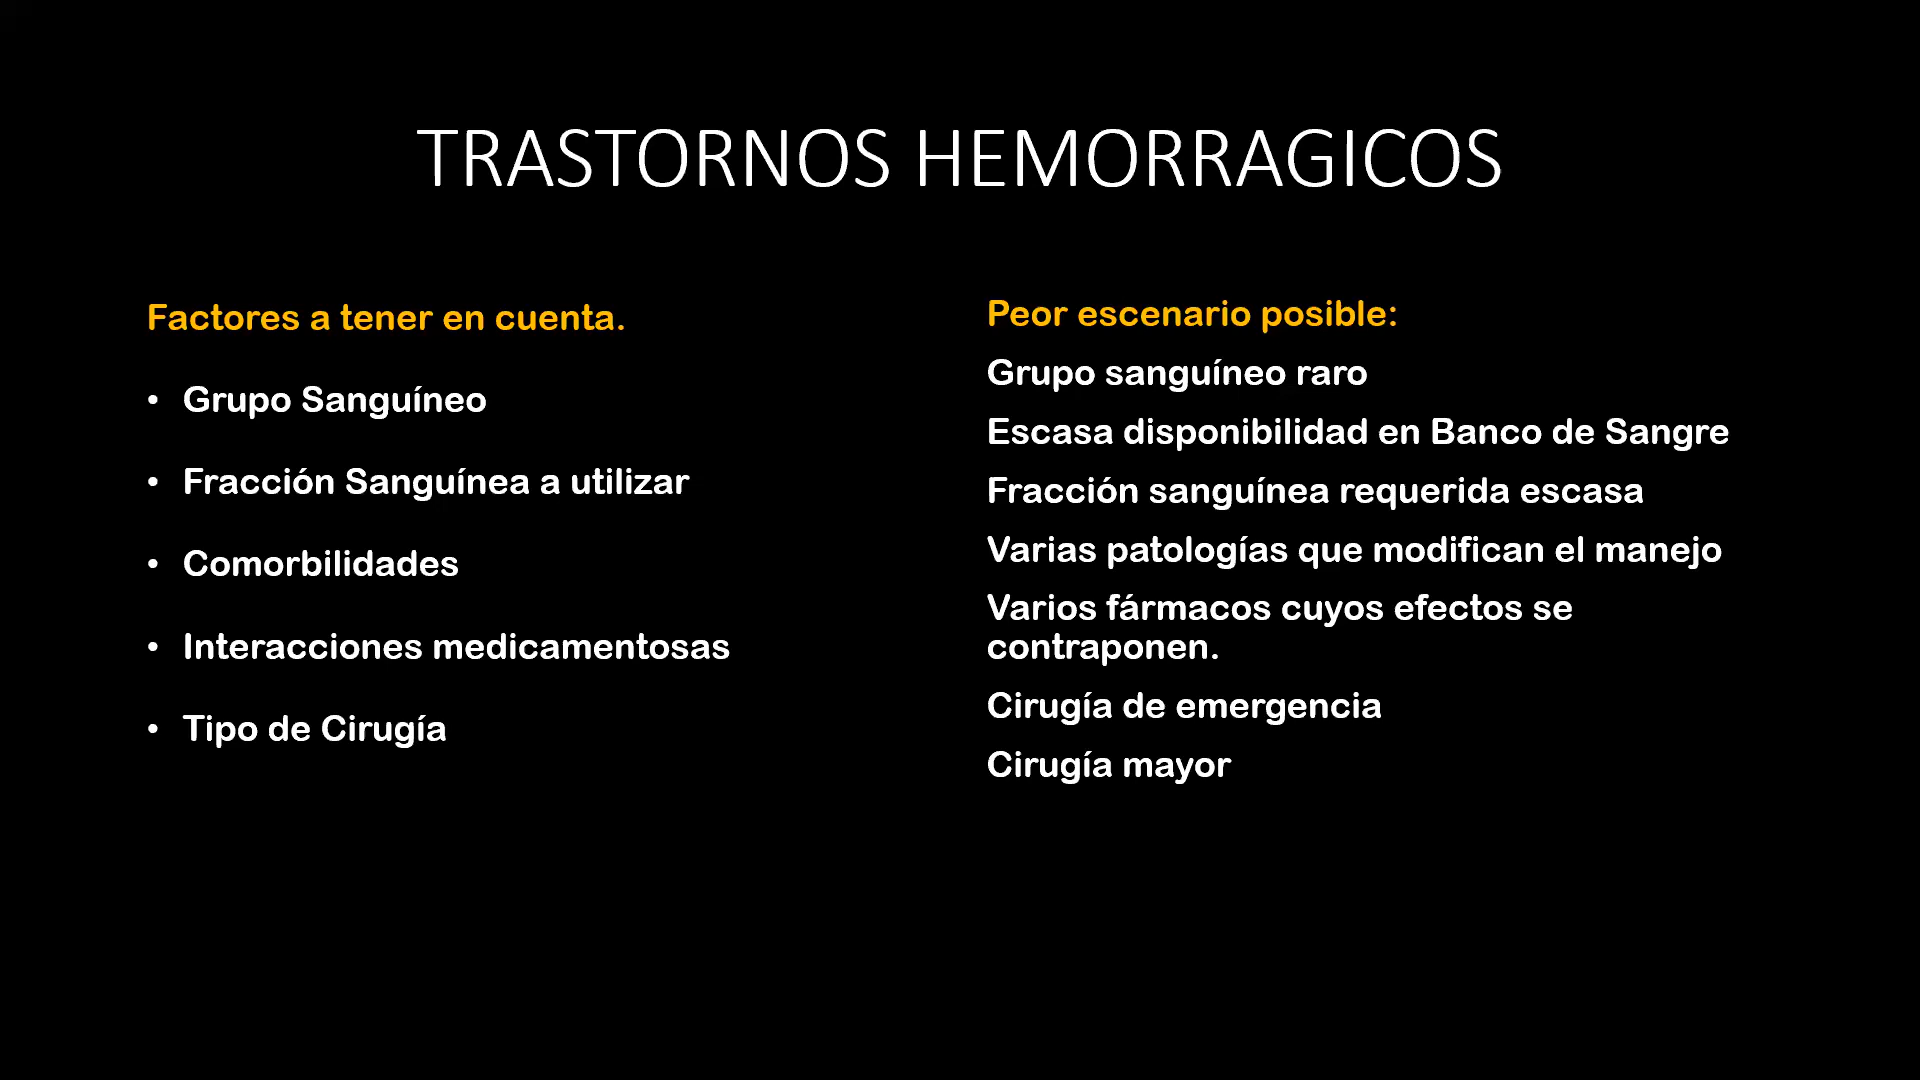 TRASTORNOS HEMORRAGICOS
Factores a tener en cuenta.
• Grupo Sanguíneo
• Fracción Sanguínea a utilizar
• Comorbilidades
• Interacciones medicamentosas
• Tipo de Cirugía
Peor escenario posible:
Grupo sanguíneo raro
Escasa disponibilidad en Banco de Sangre
Fracción sanguínea requerida escasa
Varias patologías que modifican el manejo
Varios fármacos cuyos efectos se
contraponen.
Cirugía de emergencia
Cirugía mayor